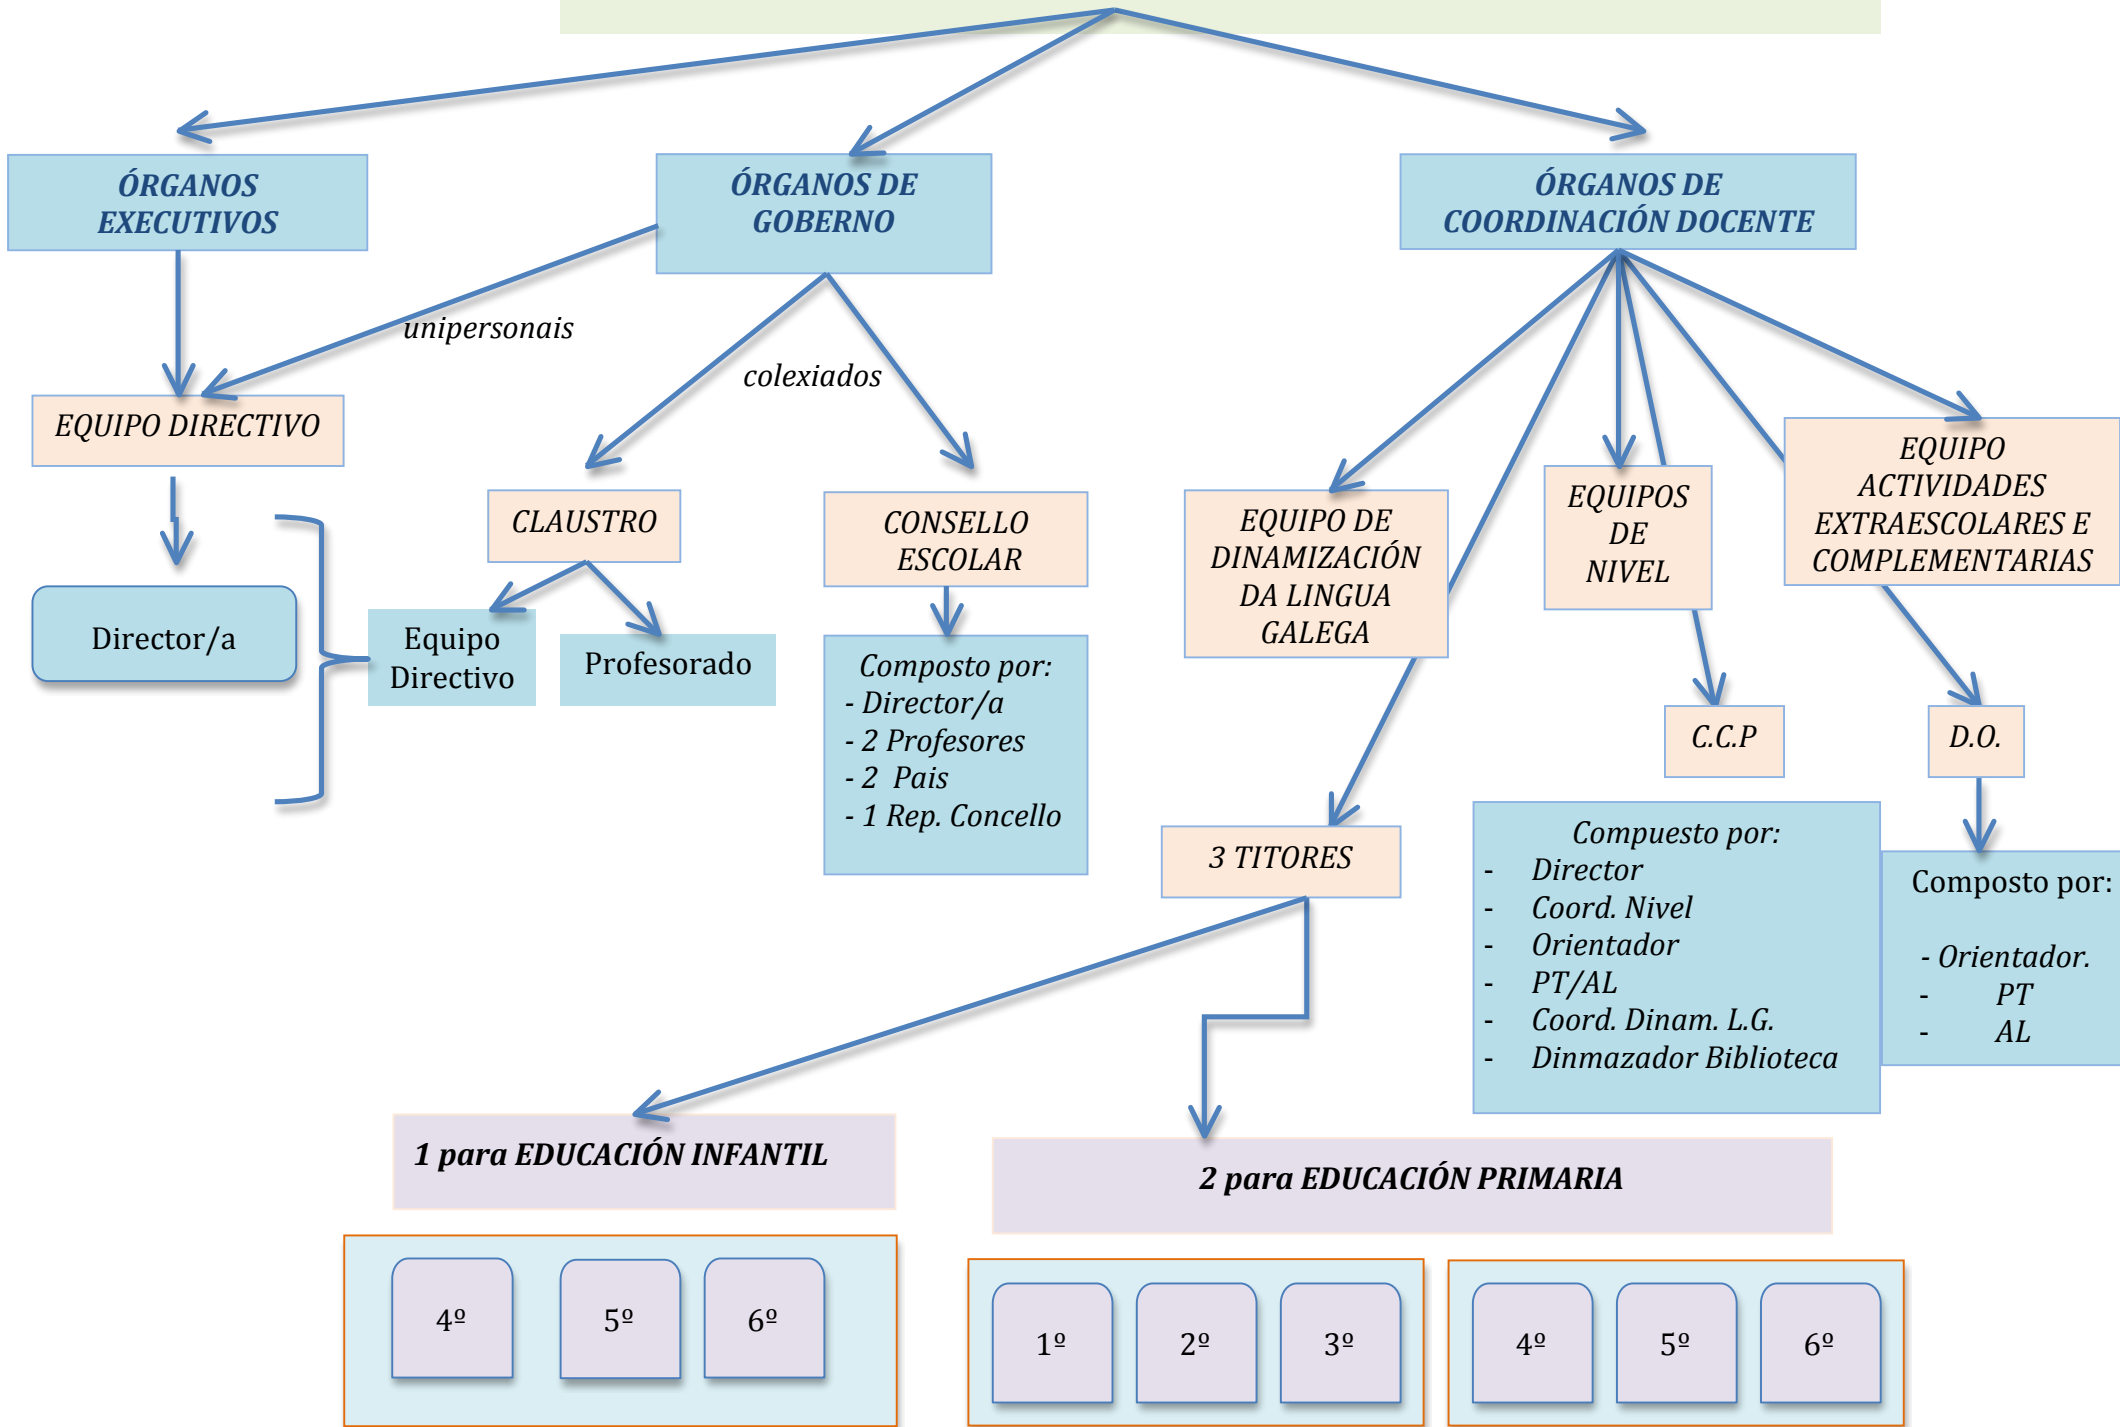 ÓRGANOS
EXECUTIVOS
ÓRGANOS DE
GOBERNO
ÓRGANOS DE
COORDINACIÓN DOCENTE
unipersonais
colexiados
EQUIPO DIRECTIVO
CLAUSTRO
CONSELLO
ESCOLAR
EQUIPO DE
DINAMIZACIÓN
DA LINGUA
GALEGA
EQUIPOS
DE
NIVEL
EQUIPO
ACTIVIDADES
EXTRAESCOLARES E
COMPLEMENTARIAS
Director/a
Equipo
Directivo
Profesorado
Composto por:
- Director/a
- 2 Profesores
- 2 Pais
- 1 Rep. Concello
C.C.P
D.O.
3 TITORES
Compuesto por:
- Director
- Coord. Nivel
- Orientador
- PT/AL
- Coord. Dinam. L.G.
- Dinmazador Biblioteca
Composto por:
- Orientador.
- PT
- AL
1 para EDUCACIÓN INFANTIL
2 para EDUCACIÓN PRIMARIA
4º 5º 6º
1º 2º 3º
4º 5º 6º